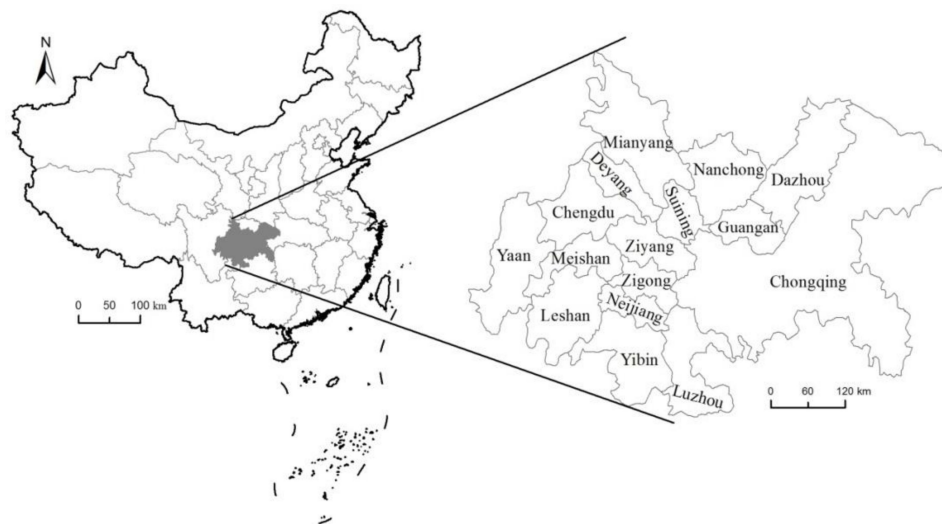 N
0 50 100 km
Mianyang
Deyang
Nanchong
Dazhou
Suining
Chengdu
Guangan
Ziyang
Yaan
Meishan
Zigong
Chongqing
Neijiang
Leshan
Yibin
Luzhou
0 60 120 km